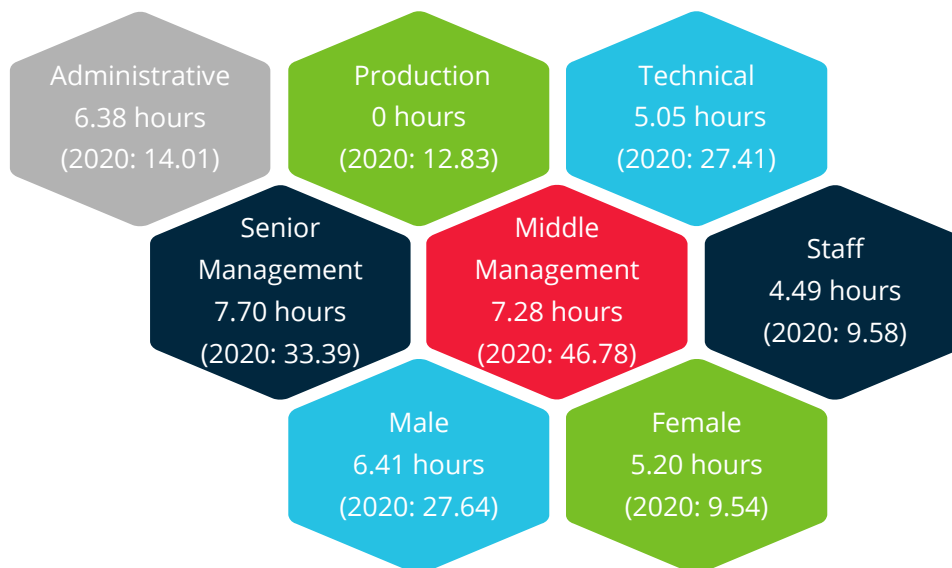 Administrative
6.38 hours
(2020: 14.01)
Production
0 hours
(2020: 12.83)
Technical
5.05 hours
(2020: 27.41)
Senior
Management
7.70 hours
(2020: 33.39)
Middle
Management
7.28 hours
(2020: 46.78)
Staff
4.49 hours
(2020: 9.58)
Male
6.41 hours
(2020: 27.64)
Female
5.20 hours
(2020: 9.54)